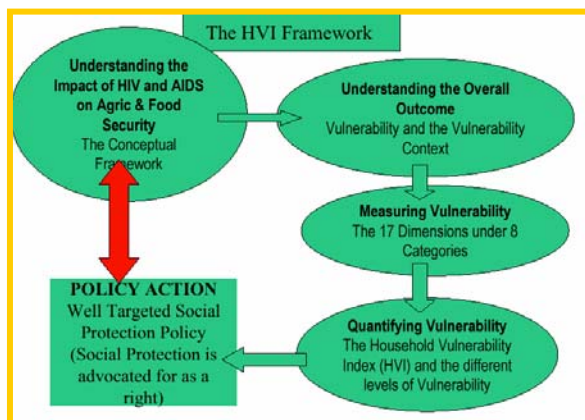 The HVI Framework
Understanding the
Impact of HIV and AIDS
on Agric & Food
Security
The Conceptual
Framework
Understanding the Overall
Outcome
Vulnerability and the Vulnerability
Context
Measuring Vulnerability
The 17 Dimensions under 8
Categories
Quantifying Vulnerability
The Household Vulnerability
Index (HVI) and the different
levels of Vulnerability
POLICY ACTION
Well Targeted Social
Protection Policy
(Social Protection is
advocated for as a
right)